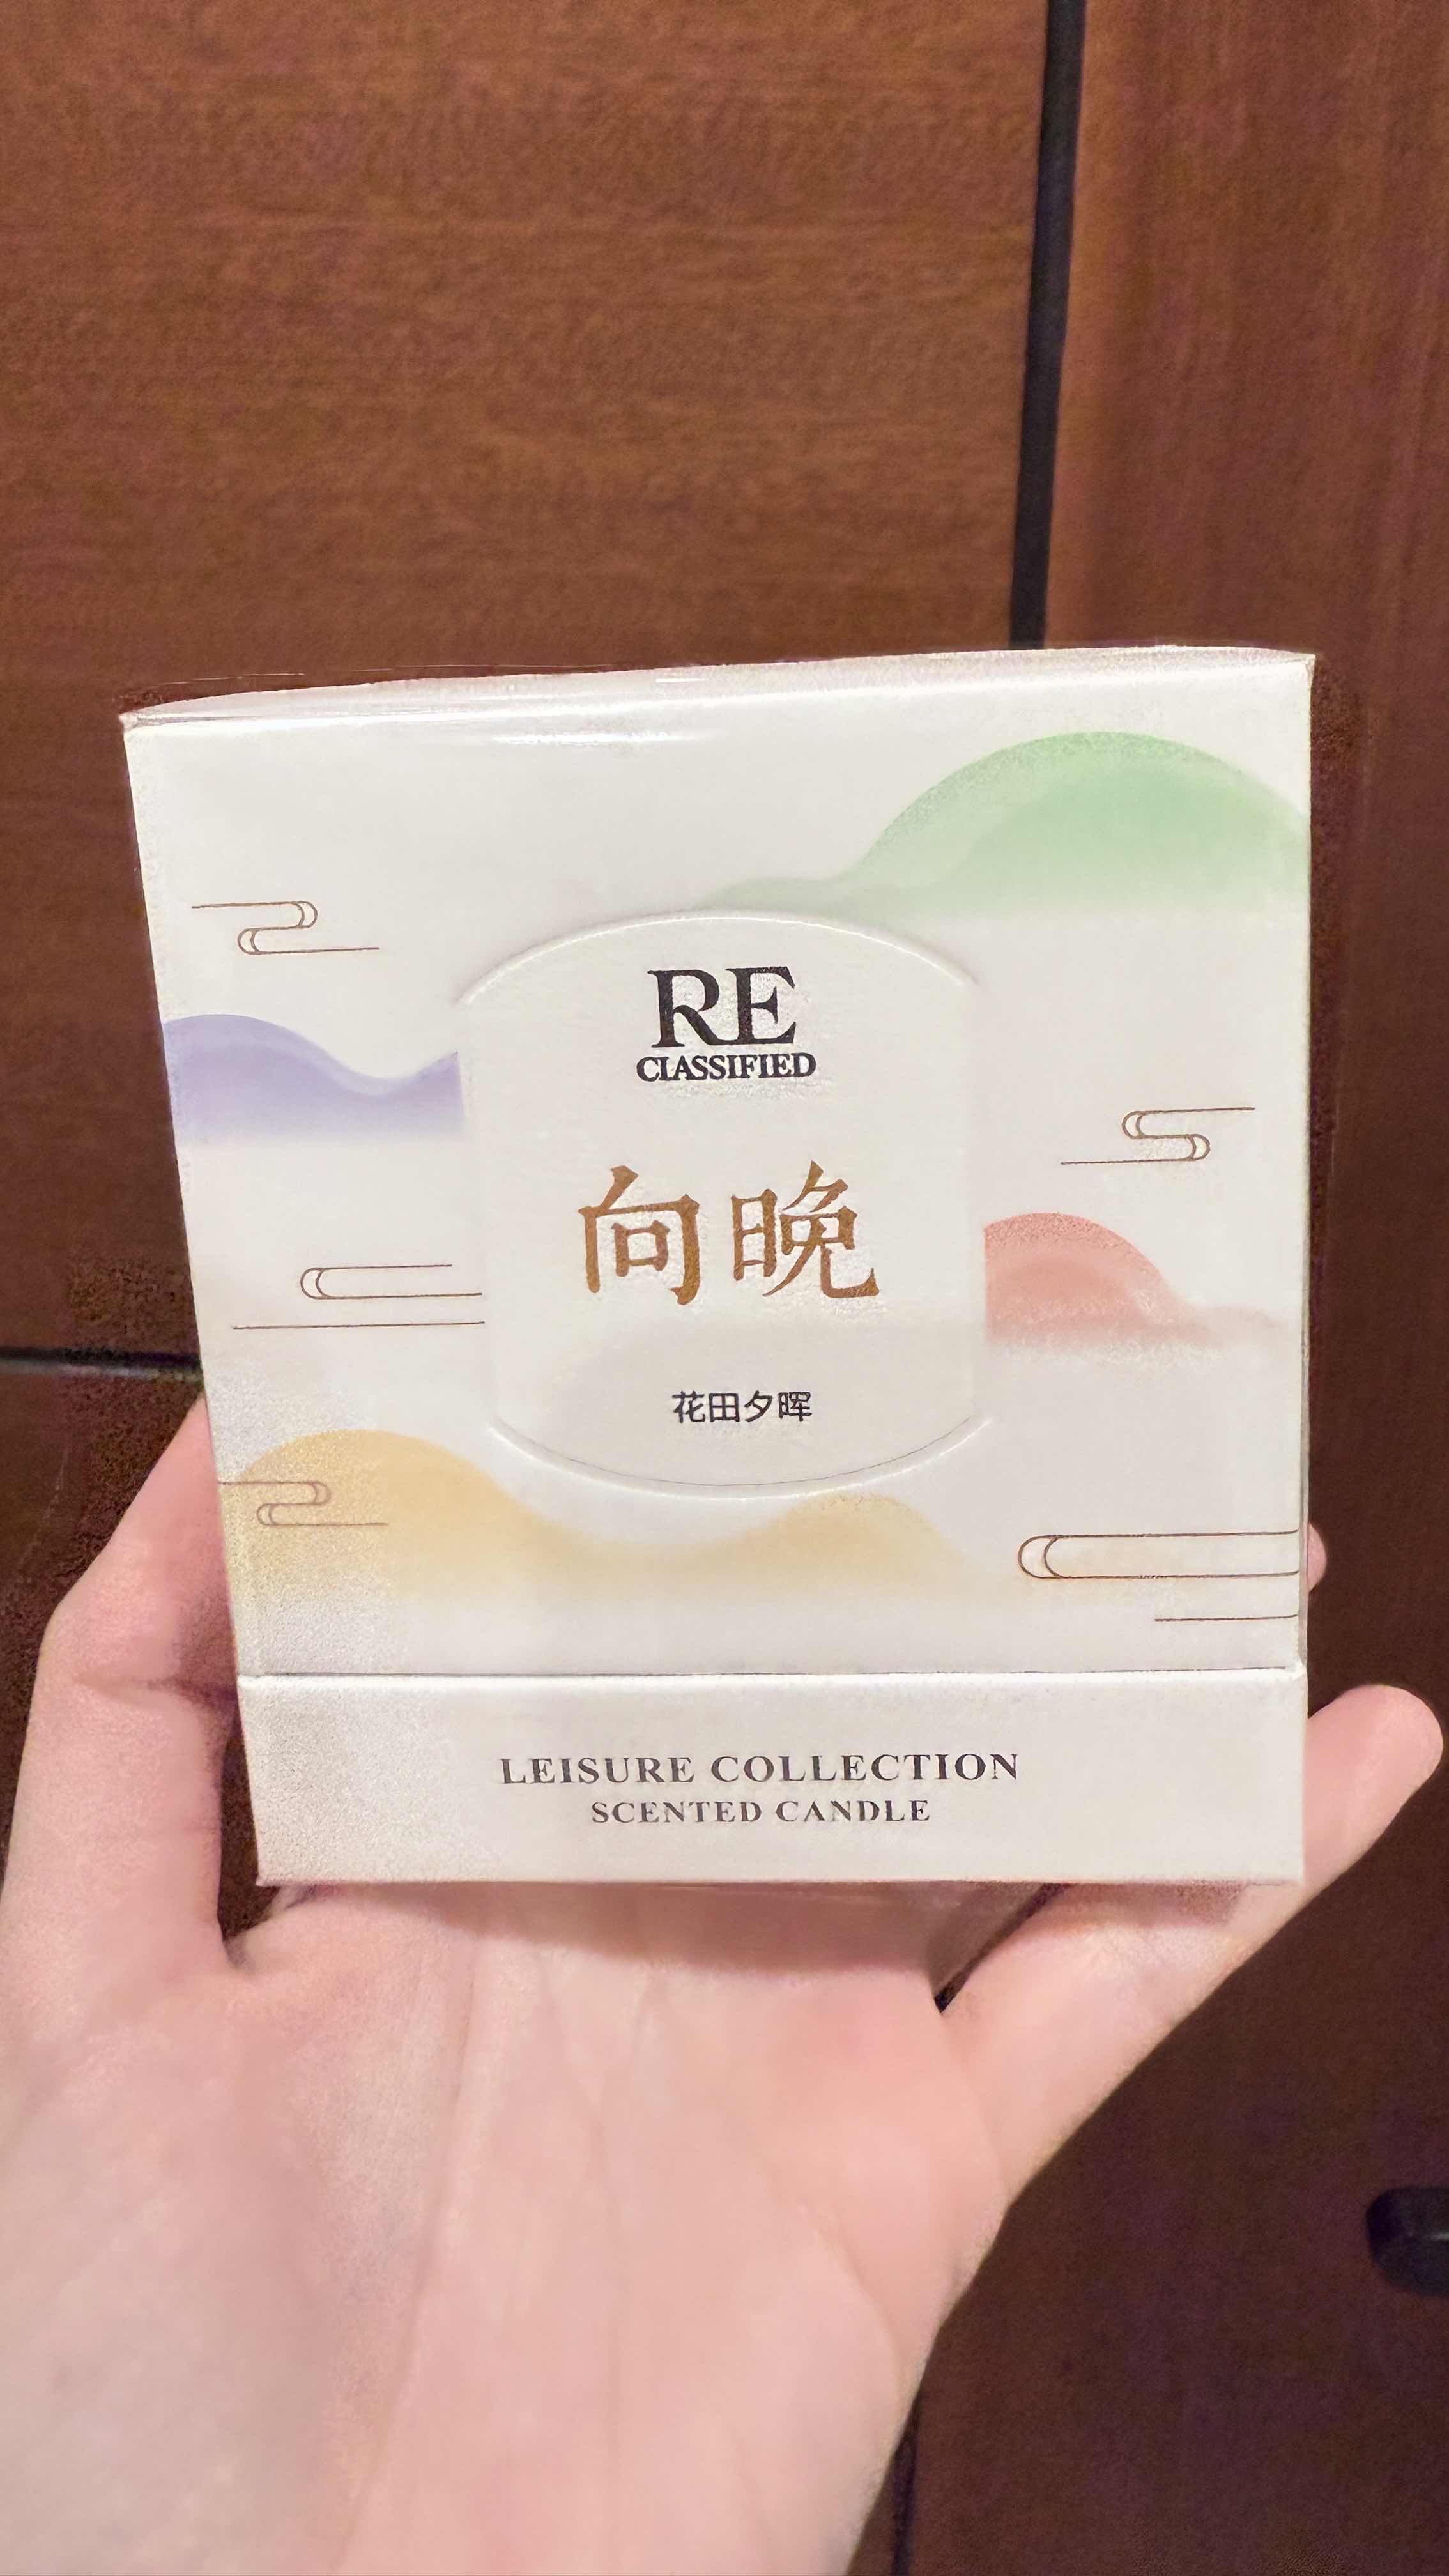 RE
CLASSIFIED
向晚
花田夕晖
LEISURE COLLECTION
SCENTED CANDLE